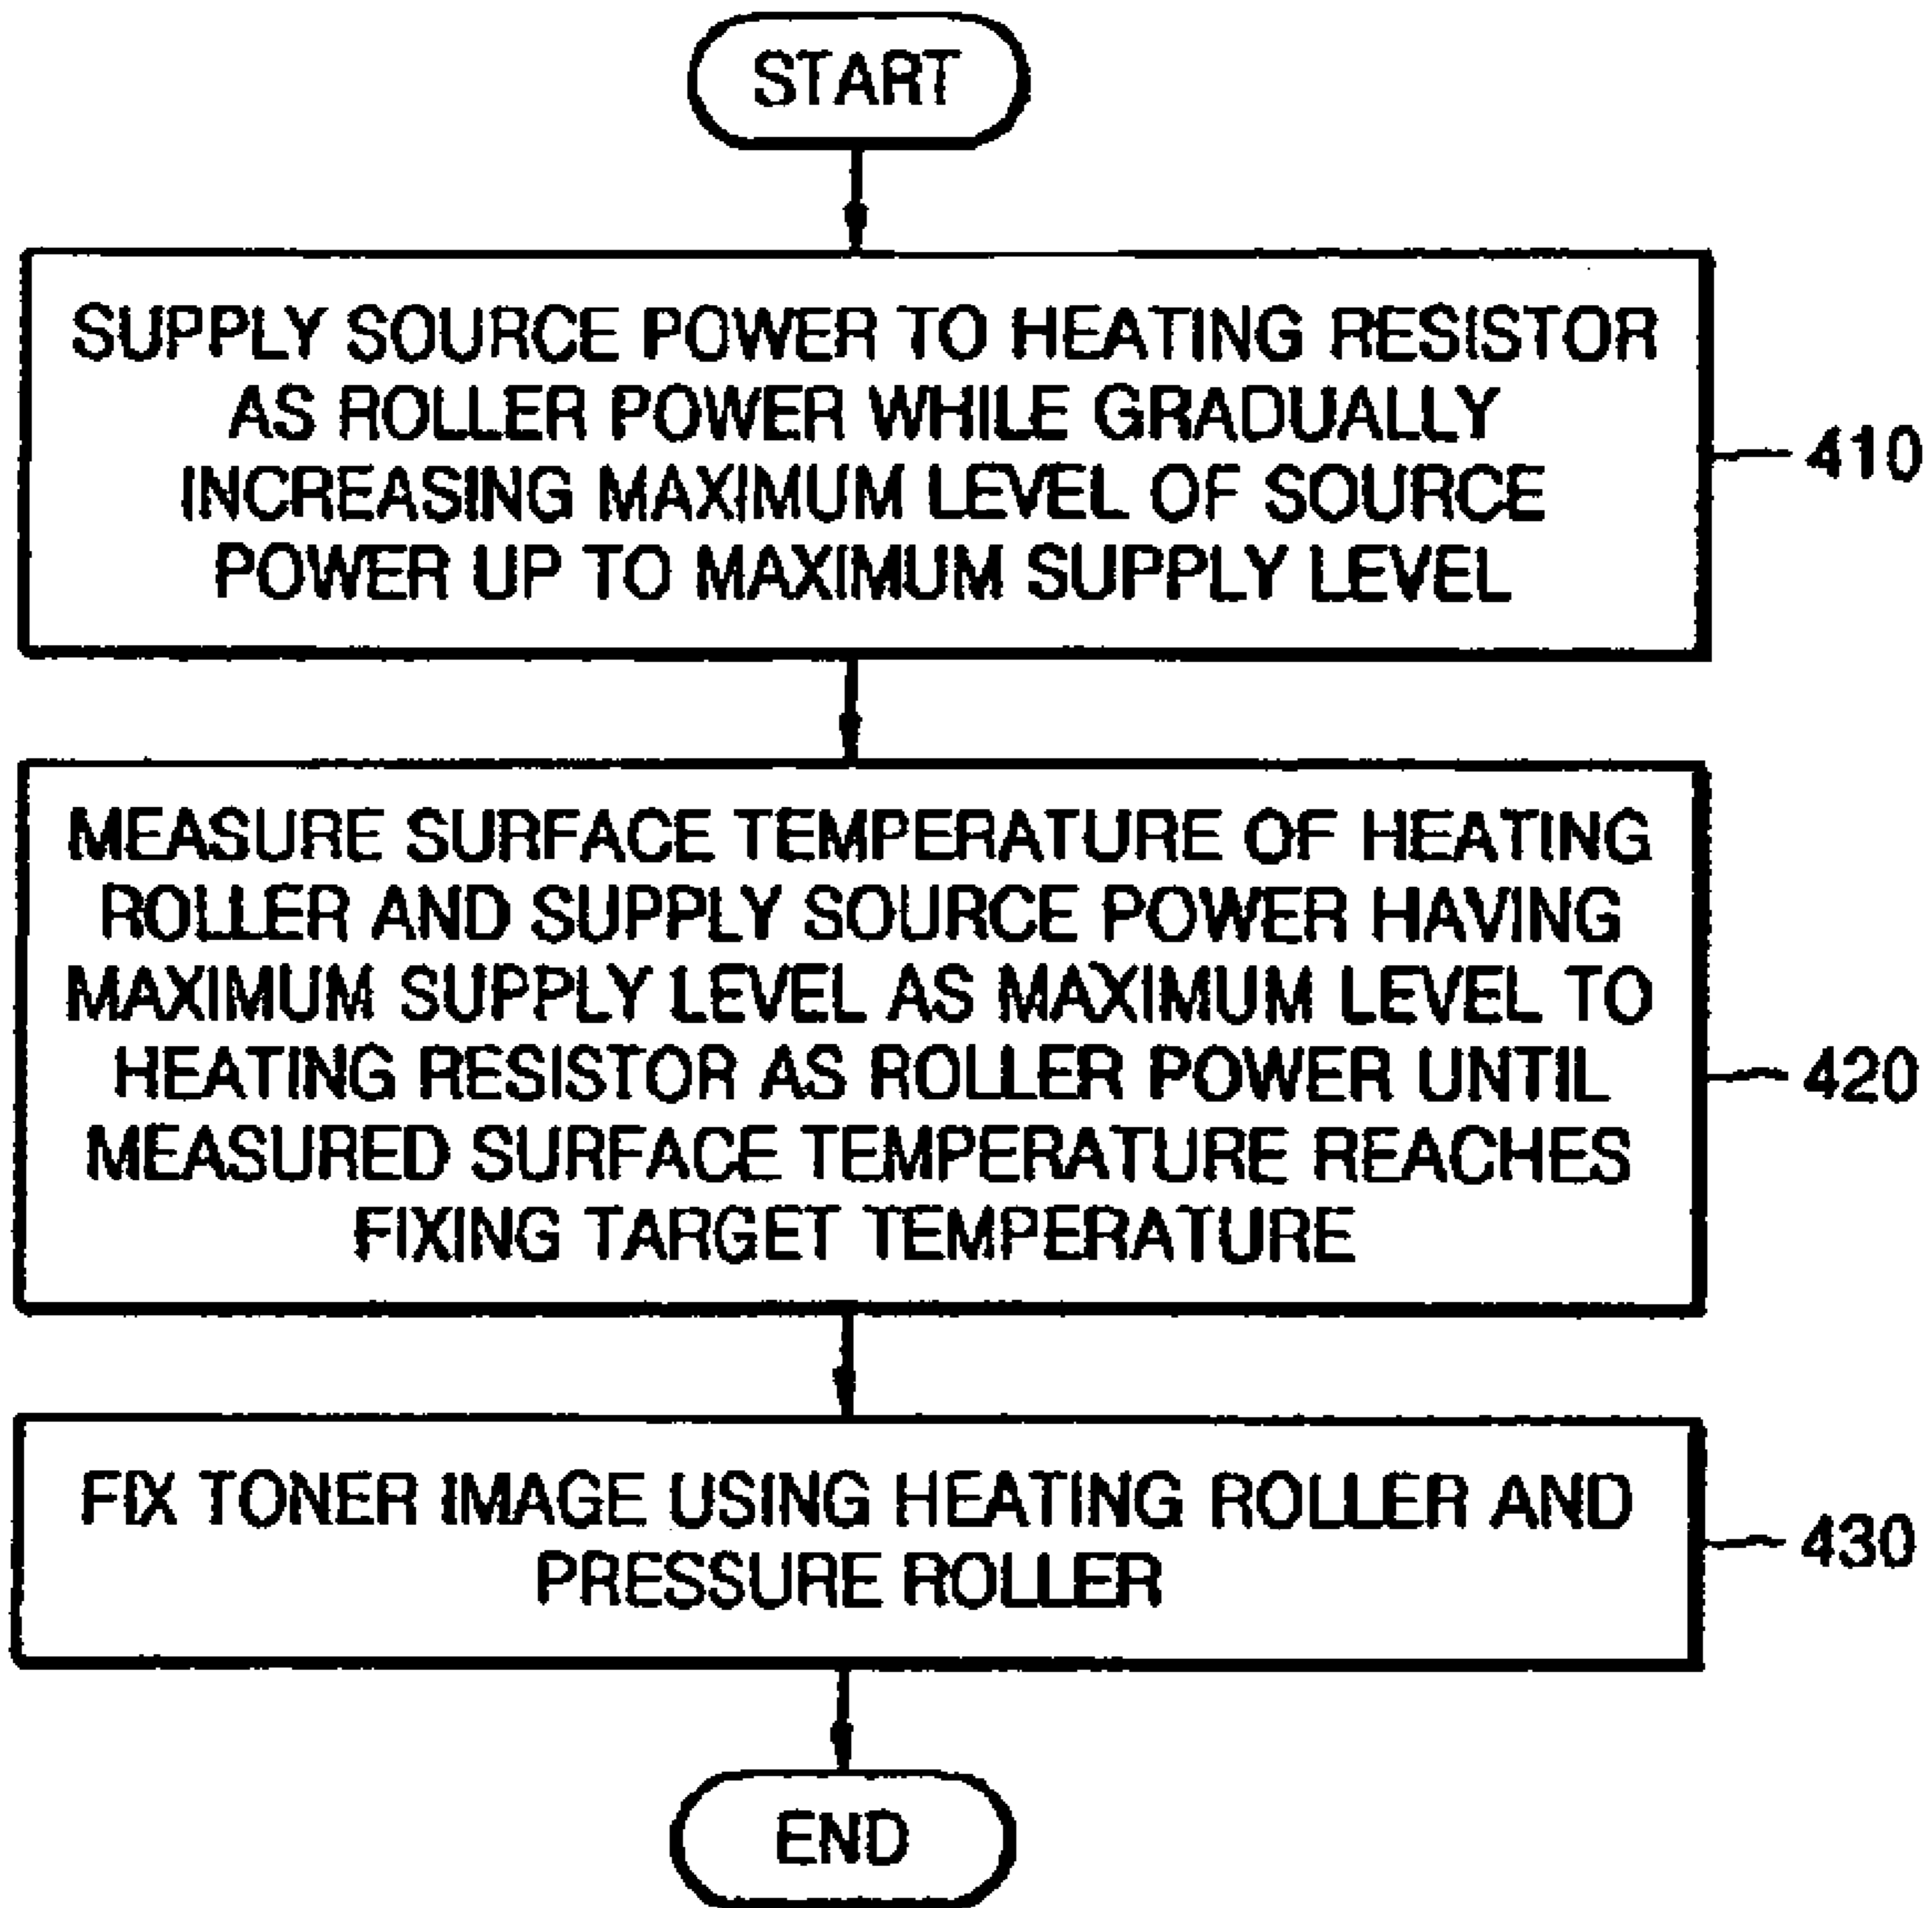 START
SUPPLY SOURCE POWER TO HEATING RESISTOR
AS ROLLER POWER WHILE GRADUALLY
INCREASING MAXIMUM LEVEL OF SOURCE
POWER UP TO MAXIMUM SUPPLY LEVEL
410
MEASURE SURFACE TEMPERATURE OF HEATING
ROLLER AND SUPPLY SOURCE POWER HAVING
MAXIMUM SUPPLY LEVEL AS MAXIMUM LEVEL TO
HEATING RESISTOR AS ROLLER POWER UNTIL
MEASURED SURFACE TEMPERATURE REACHES
FIXING TARGET TEMPERATURE
420
FIX TONER IMAGE USING HEATING ROLLER AND
PRESSURE ROLLER
430
END